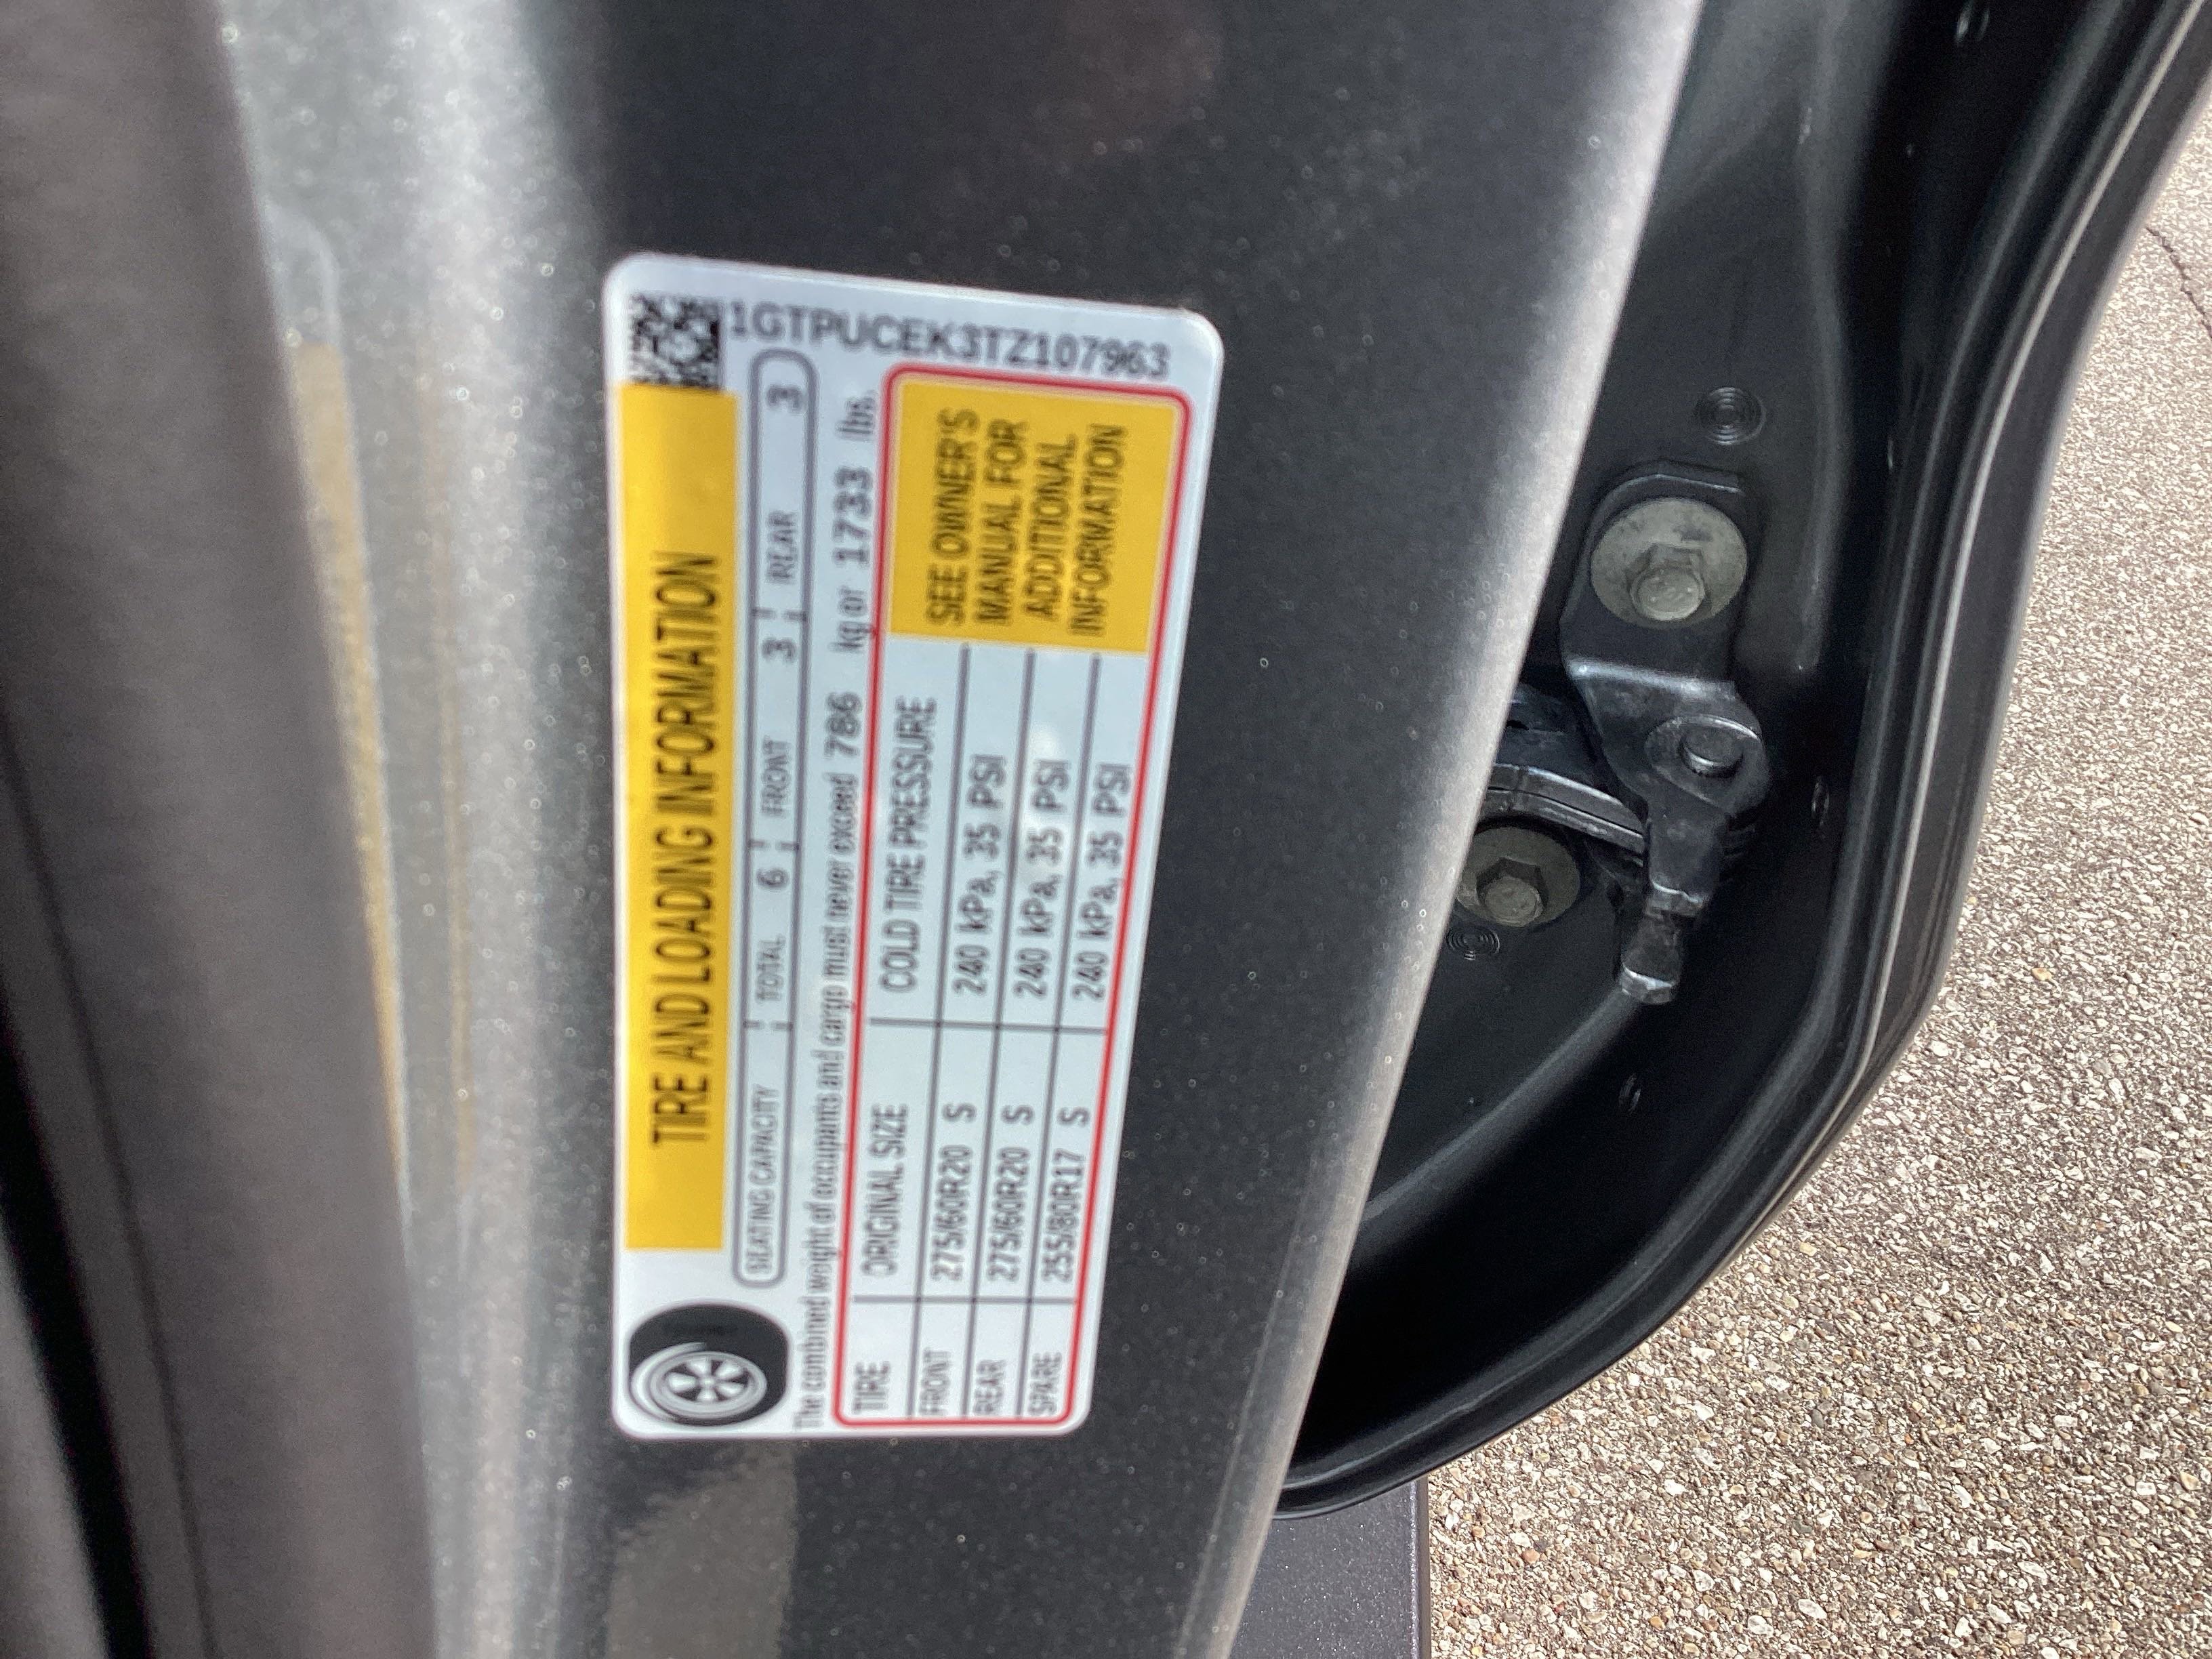 1GTPUCEK3TZ107963
TIRE AND LOADING INFORMATION
SEATING CAPACITY TOTAL 6 FRONT 3 REAR 3
The combined weight of occupants and cargo must never exceed 786 kg or 1733 lbs.
TIRE ORIGINAL SIZE COLD TIRE PRESSURE
FRONT 275/60R20 S 240 kPa, 35 PSI
REAR 275/60R20 S 240 kPa, 35 PSI
SPARE 255/80R17 S 240 kPa, 35 PSI
SEE OWNER'S
MANUAL FOR
ADDITIONAL
INFORMATION